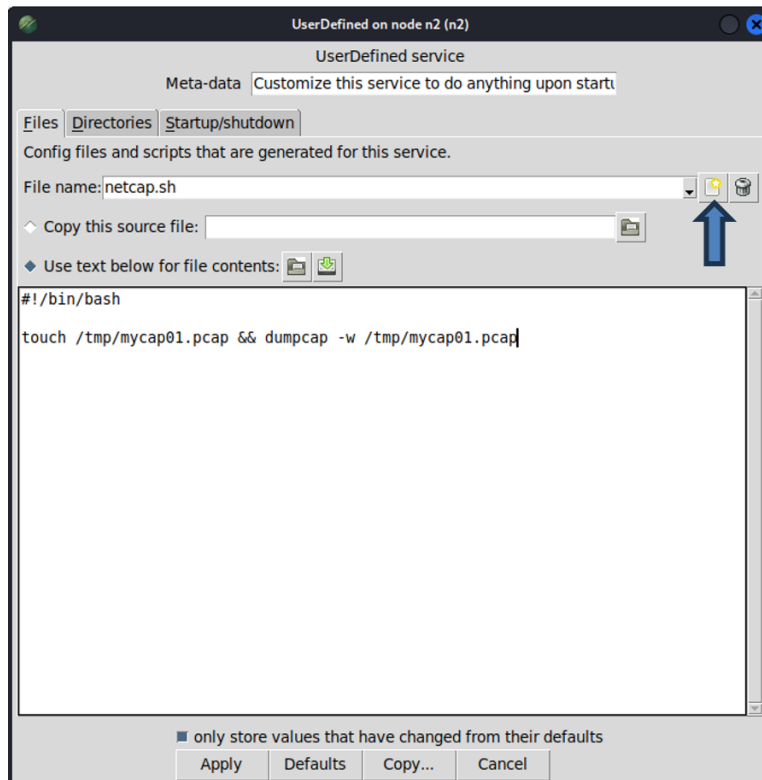 UserDefined on node n2 (n2)
UserDefined service
Meta-data Customize this service to do anything upon startu
Files Directories Startup/shutdown
Config files and scripts that are generated for this service.
File name: netcap.sh
Copy this source file:
Use text below for file contents:
#!/bin/bash
touch /tmp/mycap01.pcap && dumpcap -w /tmp/mycap01.pcap
only store values that have changed from their defaults
Apply Defaults Copy... Cancel